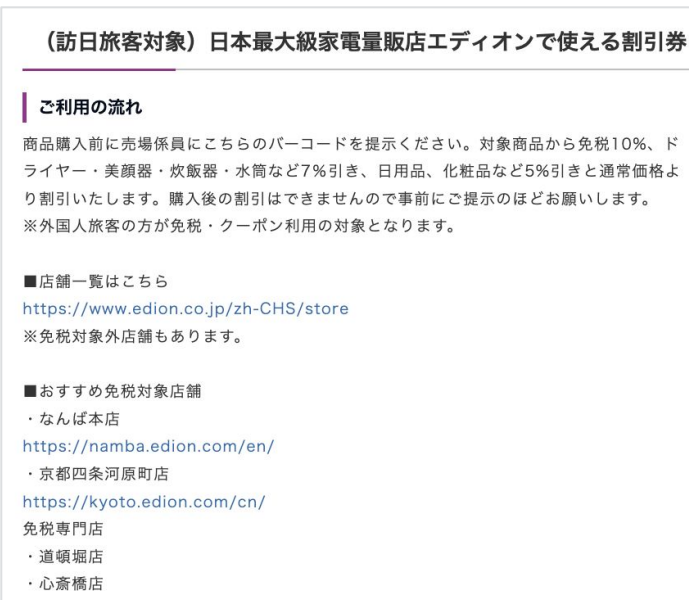 （訪日旅客対象）日本最大級家電量販店エディオンで使える割引券
ご利用の流れ
商品購入前に売場係員にこちらのバーコードを提示ください。対象商品から免税10%、ド
ライヤー・美顔器・炊飯器・水筒など7％引き、日用品、化粧品など5%引きと通常価格よ
り割引いたします。購入後の割引はできませんので事前にご提示のほどお願いします。
※外国人旅客の方が免税・クーポン利用の対象となります。
■店舗一覧はこちら
https://www.edion.co.jp/zh-CHS/store
※免税対象外店舗もあります。
■おすすめ免税対象店舗
・なんば本店
https://namba.edion.com/en/
・京都四条河原町店
https://kyoto.edion.com/cn/
免税専門店
・道頓堀店
・心斎橋店